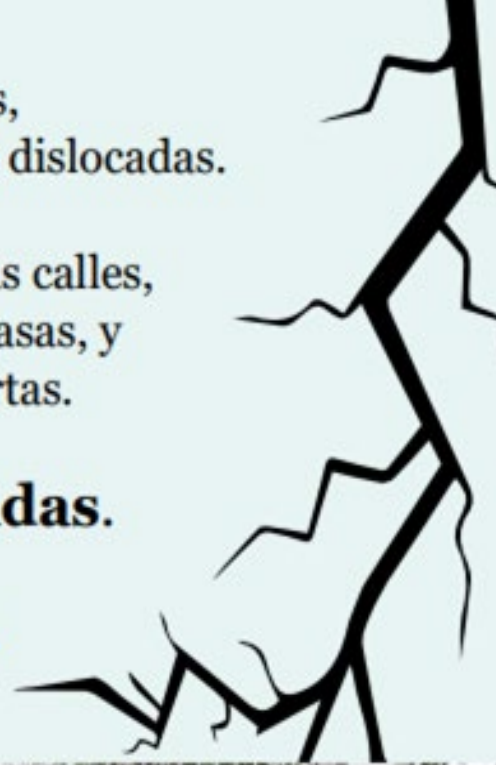 s,
dislocadas.
s calles,
asas, y
rtas.
das.